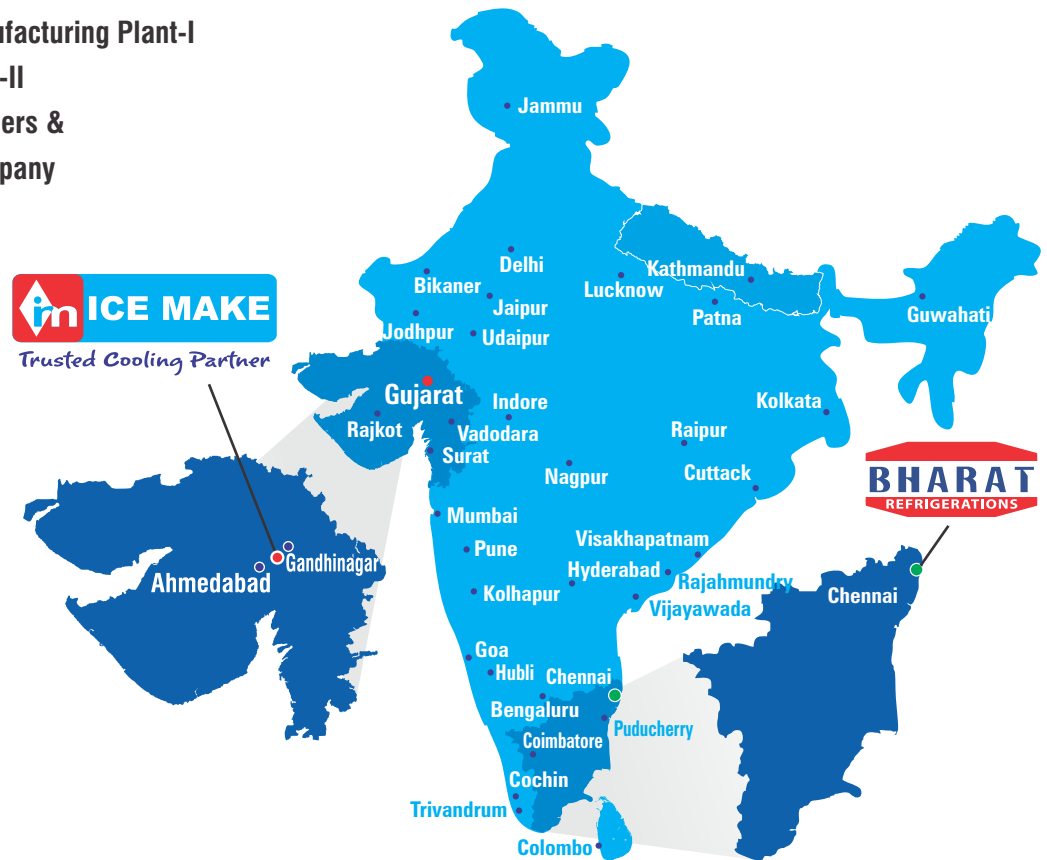 ufacturing Plant-I
-II
ers &
pany
Jammu
Delhi
Bikaner
Jaipur
Lucknow
Kathmandu
Patna
Guwahati
Jodhpur
Udaipur
im ICE MAKE
Trusted Cooling Partner
Gujarat
Rajkot
Vadodara
Surat
Indore
Raipur
Kolkata
Nagpur
Cuttack
BHARAT
REFRIGERATIONS
Mumbai
Pune
Visakhapatnam
Hyderabad
Rajahmundry
Kolhapur
Vijayawada
Ahmedabad
Gandhinagar
Chennai
Goa
Hubli
Chennai
Bengaluru
Puducherry
Coimbatore
Cochin
Trivandrum
Colombo